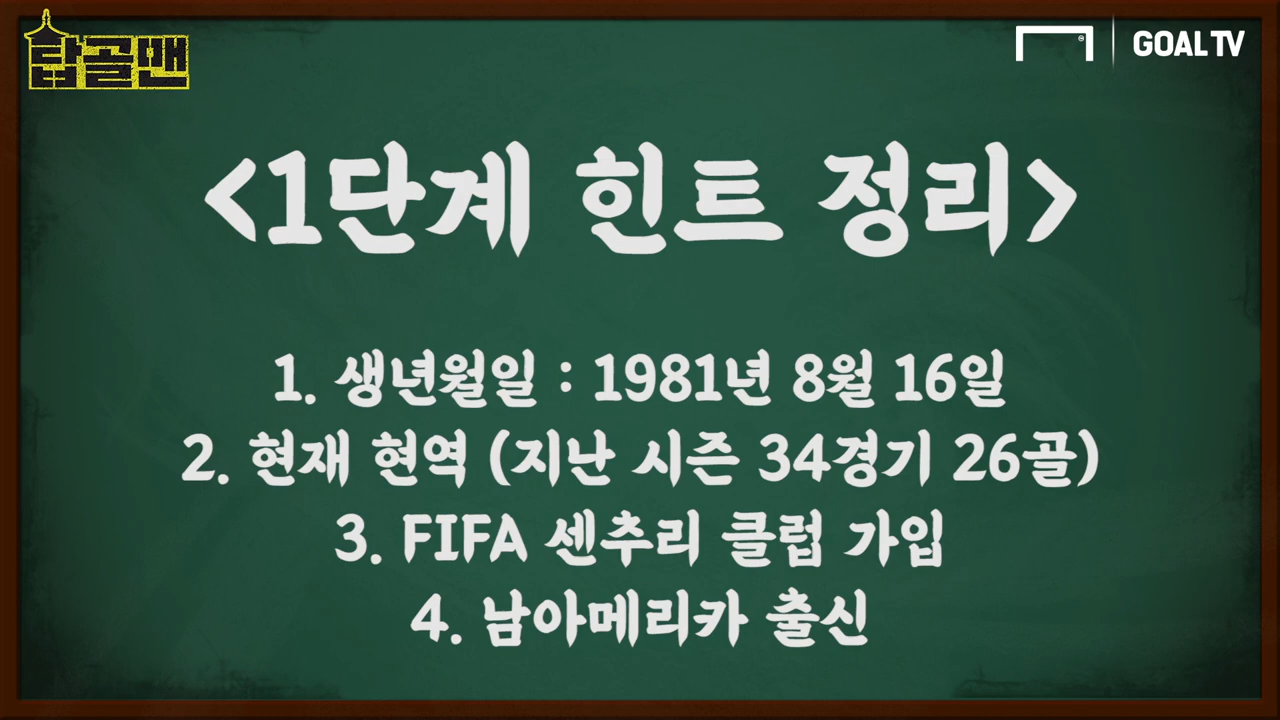 탑골맨
GOAL TV
<1단계 힌트 정리>
1. 생년월일 : 1981년 8월 16일
2. 현재 현역 (지난 시즌 34경기 26골)
3. FIFA 센추리 클럽 가입
4. 남아메리카 출신